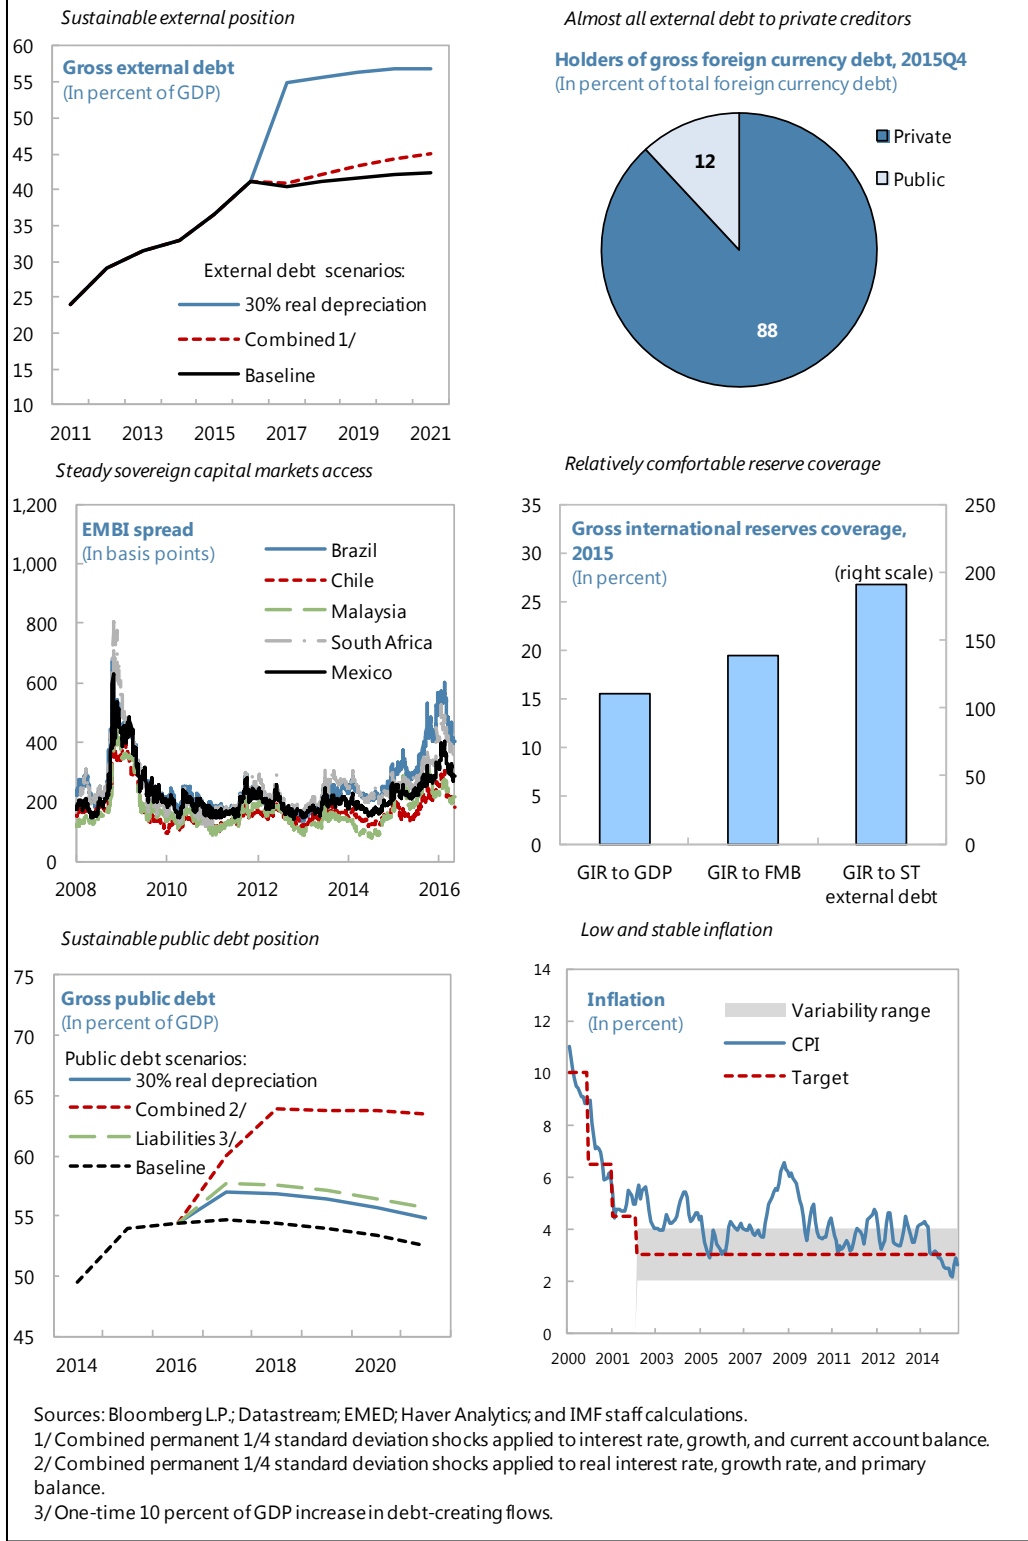 Sustainable external position
Gross external debt
(In percent of GDP)
60
55
50
45
40
35
30
25
20
15
10
External debt scenarios:
30% real depreciation
Combined 1/
Baseline
2011 2013 2015 2017 2019 2021
Almost all external debt to private creditors
Holders of gross foreign currency debt, 2015Q4
(In percent of total foreign currency debt)
12
88
Private
Public
Steady sovereign capital markets access
EMBI spread
(In basis points)
1,200
1,000
800
600
400
200
0
Brazil
Chile
Malaysia
South Africa
Mexico
2008 2010 2012 2014 2016
Relatively comfortable reserve coverage
Gross international reserves coverage,
2015
(In percent)
(right scale)
35
30
25
20
15
10
5
0
250
200
150
100
50
0
GIR to GDP
GIR to FMB
GIR to ST
external debt
Sustainable public debt position
Gross public debt
(In percent of GDP)
75
70
65
60
55
50
45
Public debt scenarios:
30% real depreciation
Combined 2/
Liabilities 3/
Baseline
2014 2016 2018 2020
Low and stable inflation
Inflation
(In percent)
14
12
10
8
6
4
2
0
Variability range
CPI
Target
2000 2001 2003 2005 2007 2009 2011 2012 2014
Sources: Bloomberg L.P.; Datastream; EMED; Haver Analytics; and IMF staff calculations.
1/ Combined permanent 1/4 standard deviation shocks applied to interest rate, growth, and current account balance.
2/ Combined permanent 1/4 standard deviation shocks applied to real interest rate, growth rate, and primary
balance.
3/ One-time 10 percent of GDP increase in debt-creating flows.